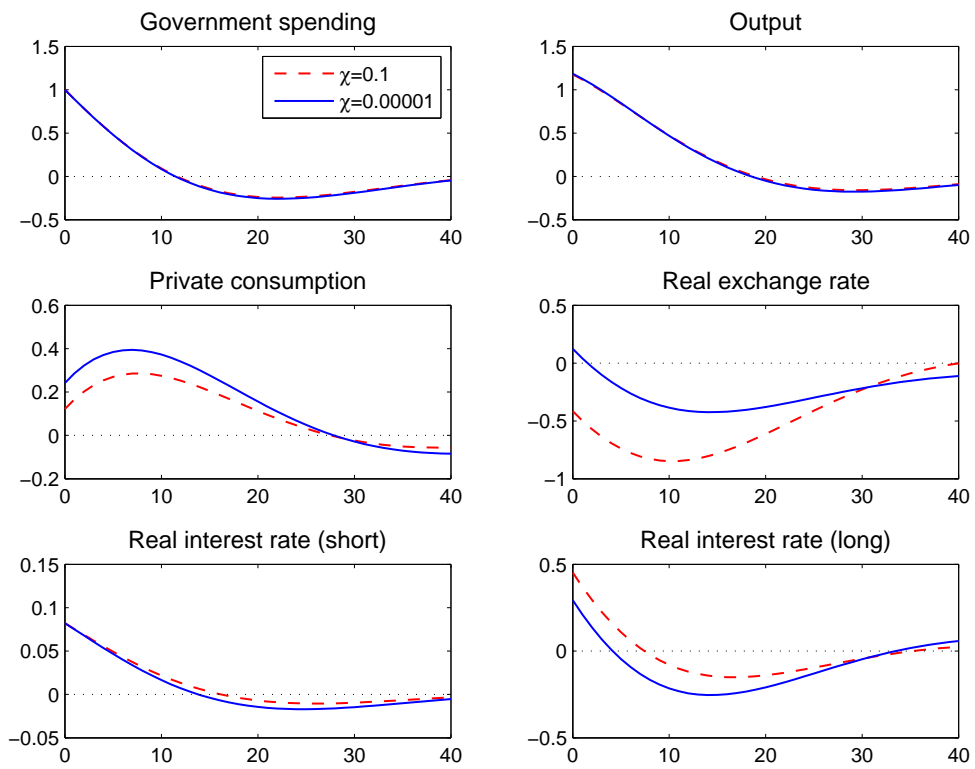 Government spending
1.5
1
0.5
0
−0.5
0 10 20 30 40
χ=0.1
χ=0.00001
Output
1.5
1
0.5
0
−0.5
0 10 20 30 40
Private consumption
0.6
0.4
0.2
0
−0.2
0 10 20 30 40
Real exchange rate
0.5
0
−0.5
−1
0 10 20 30 40
Real interest rate (short)
0.15
0.1
0.05
0
−0.05
0 10 20 30 40
Real interest rate (long)
0.5
0
−0.5
0 10 20 30 40